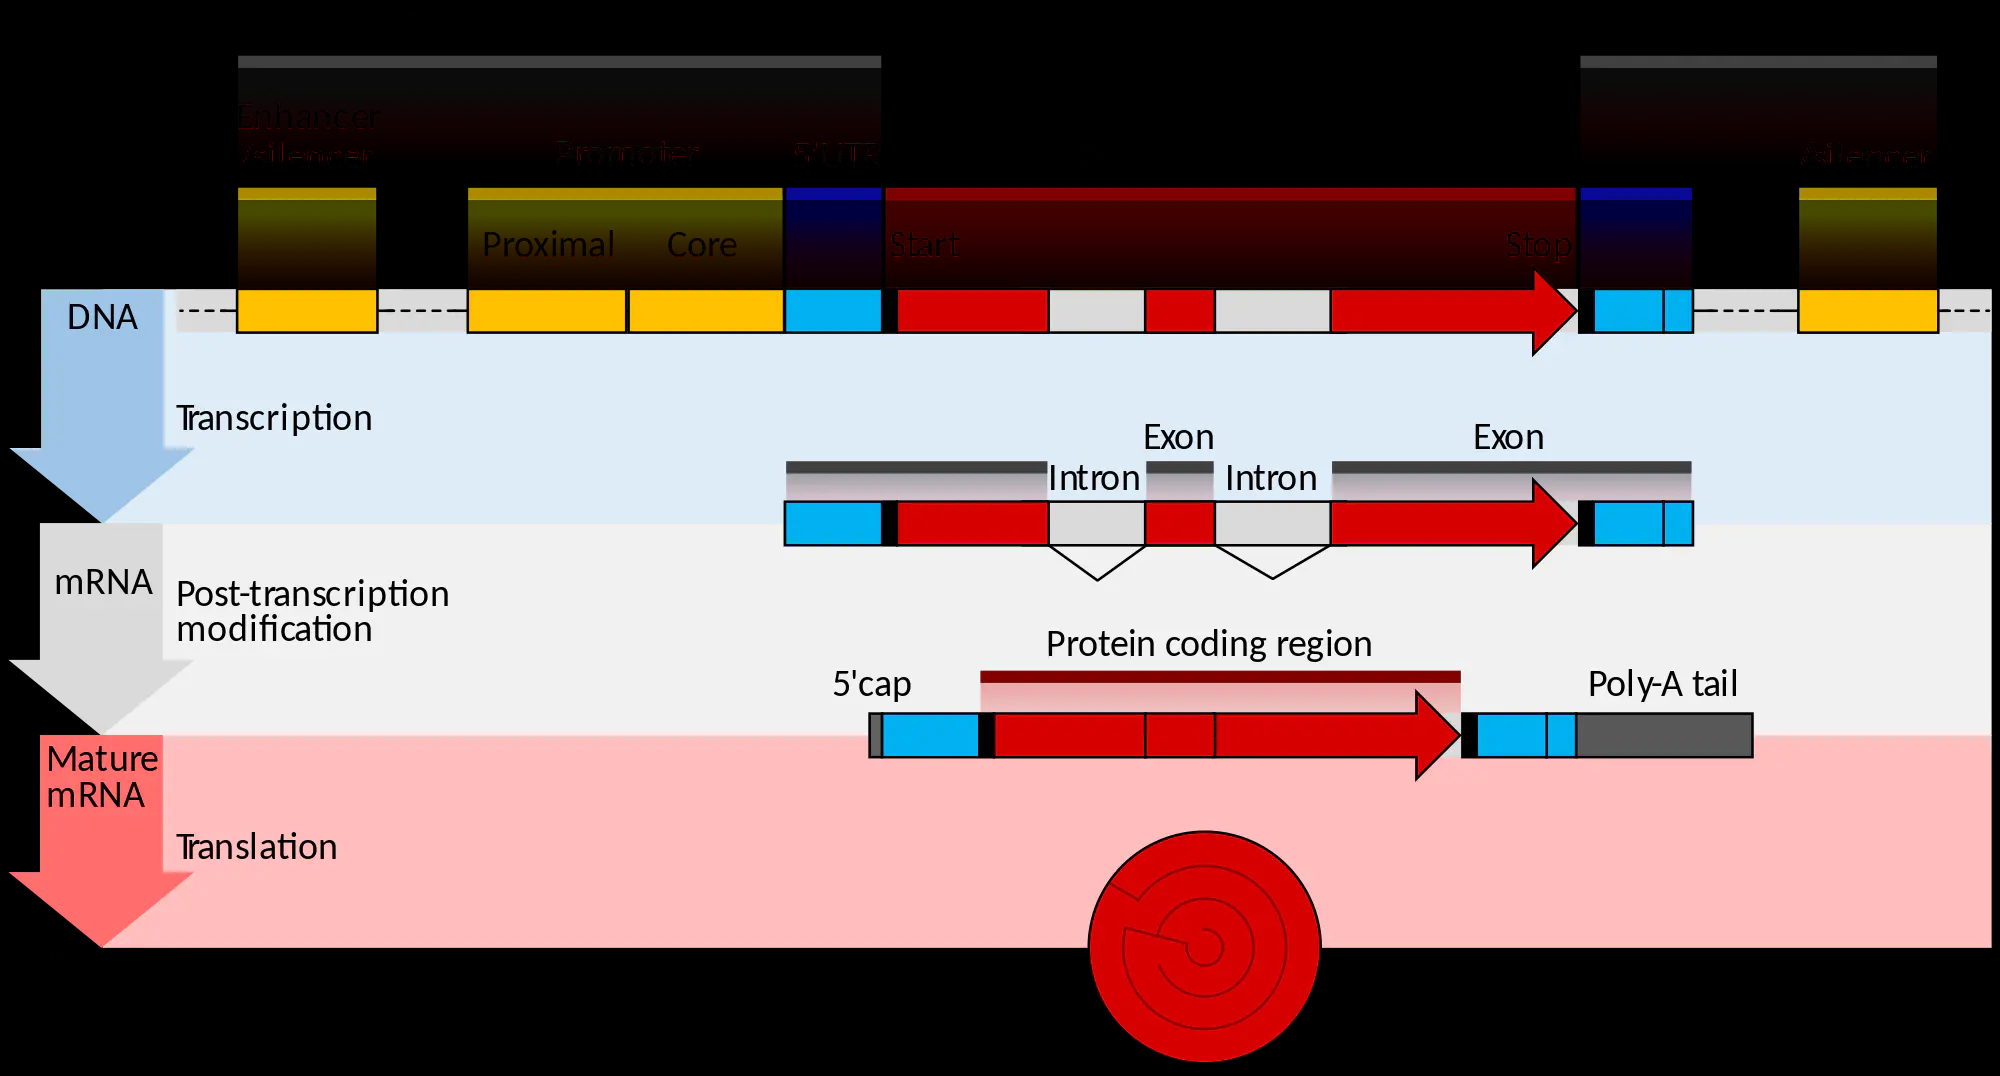 Enhancer
/silencer
Promoter
5'UTR
/silencer
Proximal
Core
Start
Stop
DNA
Transcription
Exon
Exon
Intron
Intron
mRNA
Post-transcription
modification
Protein coding region
5'cap
Poly-A tail
Mature
mRNA
Translation